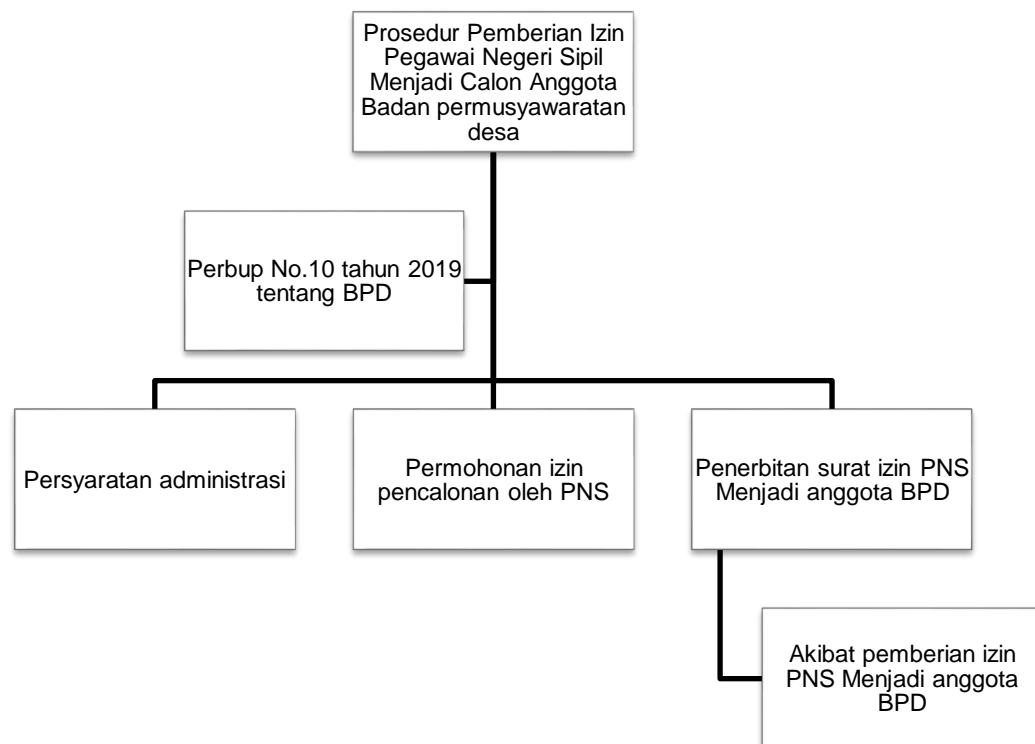 Prosedur Pemberian Izin
Pegawai Negeri Sipil
Menjadi Calon Anggota
Badan permusyawaratan
desa
Perbup No.10 tahun 2019
tentang BPD
Persyaratan administrasi
Permohonan izin
pencalonan oleh PNS
Penerbitan surat izin PNS
Menjadi anggota BPD
Akibat pemberian izin
PNS Menjadi anggota
BPD